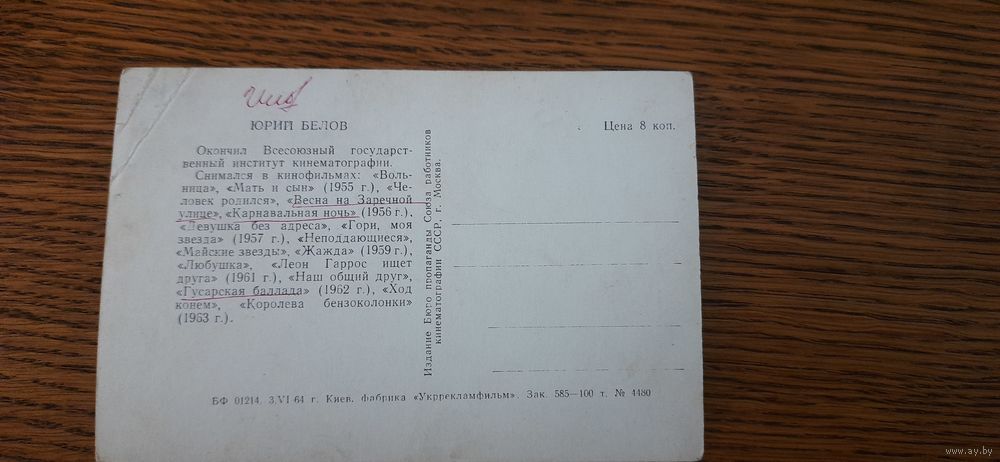 ЮРИЙ БЕЛОВ
Окончил Всесоюзный государст-
венный институт кинематографии.
Снимался в кинофильмах: «Воль-
ница», «Мать и сын» (1955 г.), «Че-
ловек родился», «Весна на Заречной
улице», «Карнавальная ночь» (1956 г.),
«Девушка без адреса», «Гори, моя
звезда» (1957 г.), «Неподдающиеся»,
«Майские звезды», «Жажда» (1959 г.),
«Любушка», «Леон Гаррос ищет
друга» (1961 г.), «Наш общий друг»,
«Гусарская баллада» (1962 г.), «Ход
конем», «Королева бензоколонки»
(1963 г.).
Издание Бюро пропаганды Союза работников
кинематографии СССР, г. Москва.
Цена 8 коп.
БФ 01214. 3.VI 64 г. Киев. Фабрика «Укррекламфильм». Зак. 585—100 т. № 4480
www.ay.by